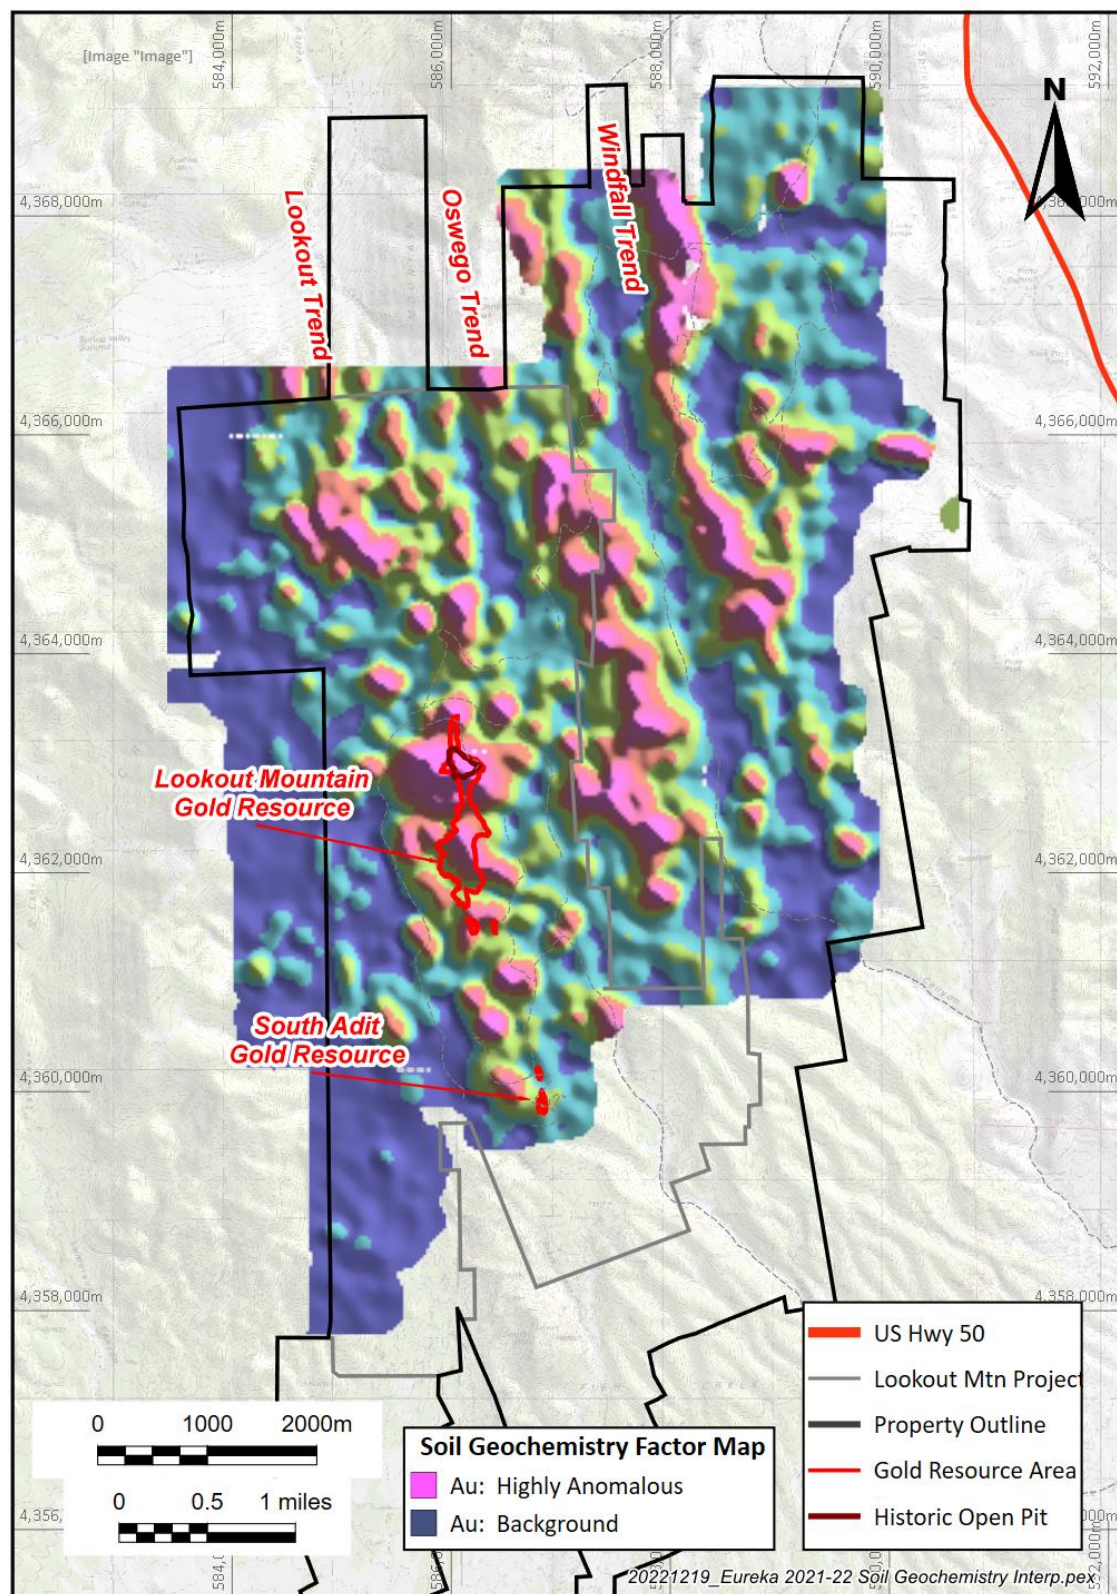 [Image "Image"]
584,000m
586,000m
588,000m
590,000m
592,000m
N
4,368,000m
Lookout Trend
Oswego Trend
Windfall Trend
4,366,000m
4,366,000m
4,364,000m
4,364,000m
Lookout Mountain
Gold Resource
4,362,000m
4,362,000m
South Adit
Gold Resource
4,360,000m
4,360,000m
4,358,000m
4,358,000m
US Hwy 50
Lookout Mtn Project
Property Outline
Gold Resource Area
Historic Open Pit
0 1000 2000m
0 0.5 1 miles
Soil Geochemistry Factor Map
Au: Highly Anomalous
Au: Background
20221219_Eureka 2021-22 Soil Geochemistry Interp.pex